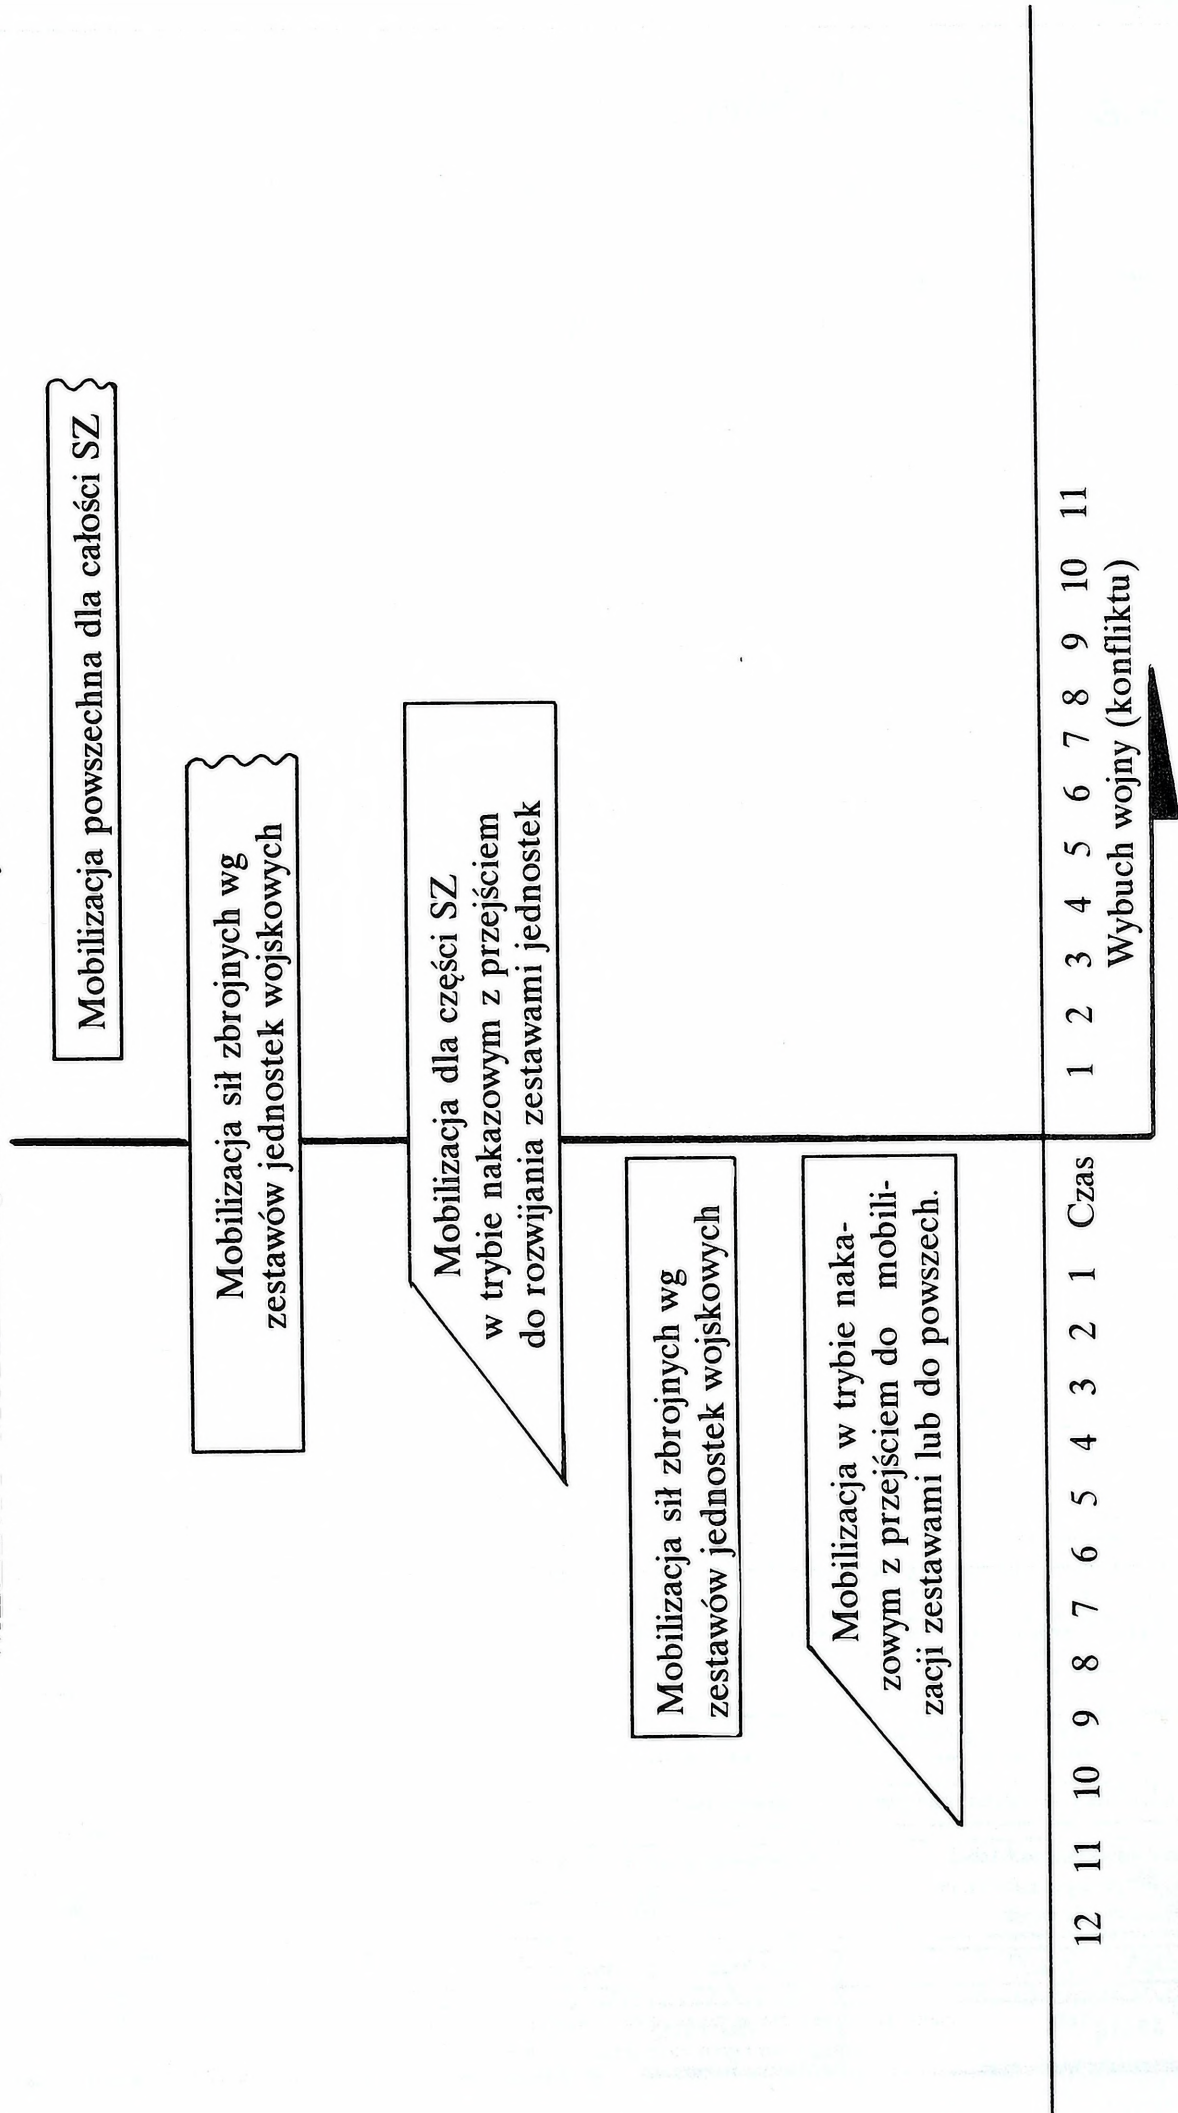 Mobilizacja powszechna dla całości SZ
Mobilizacja sił zbrojnych wg
zestawów jednostek wojskowych
Mobilizacja dla części SZ
w trybie nakazowym z przejściem
do rozwijania zestawami jednostek
Mobilizacja sił zbrojnych wg
zestawów jednostek wojskowych
Mobilizacja w trybie naka-
zowym z przejściem do mobili-
zacji zestawami lub do powszech.
12 11 10 9 8 7 6 5 4 3 2 1 Czas 1 2 3 4 5 6 7 8 9 10 11
Wybuch wojny (konfliktu)